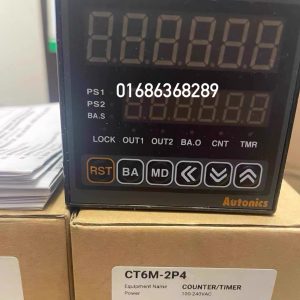 PS1
PS2
01686368289
BA.S
LOCK OUT1 OUT2 BA.O CNT TMR
RST BA MD
Autonics
CT6M-2P4
Equipment Name COUNTER/TIMER
Power 100-240VAC